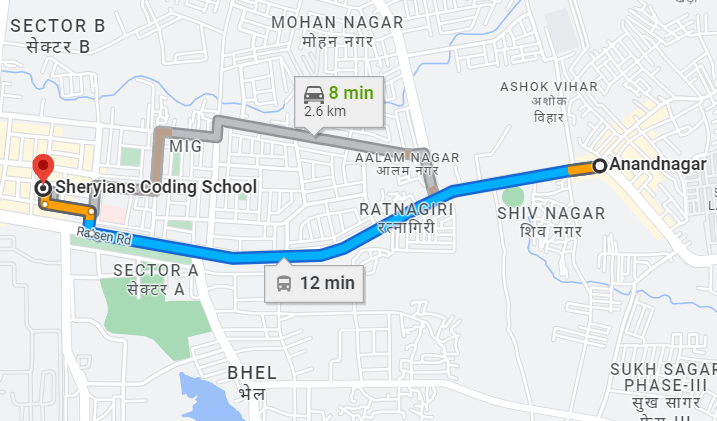 MOHAN NAGAR
मोहन नगर
SECTOR B
सेक्टर B
8 min
2.6 km
ASHOK VIHAR
अशोक
विहार
MIG
AALAM NAGAR
आलम नगर
Anandnagar
Sheryians Coding School
RATNAGIRI
रत्नागिरी
SHIV NAGAR
शिव नगर
Raisen Rd
SECTOR A
सेक्टर A
12 min
BHEL
भेल
SUKH SAGAR
PHASE-III
सुख सागर